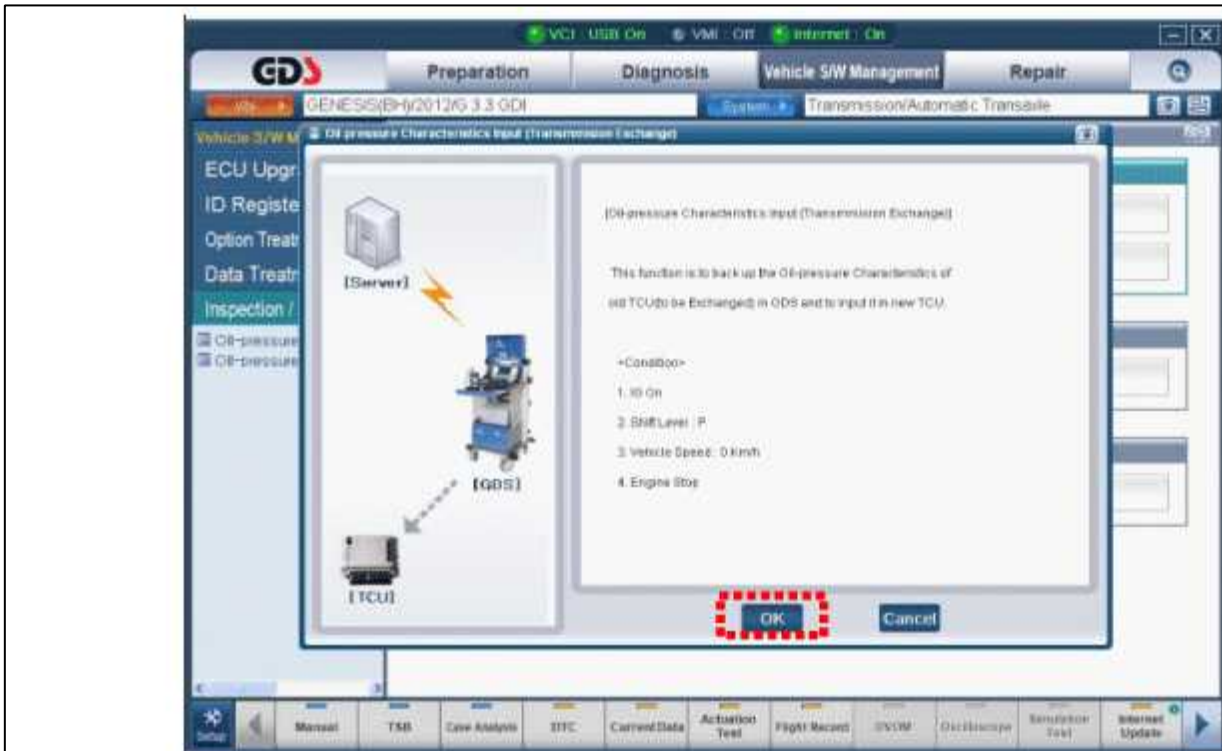 VCI : USB On VMI : Off Internet : On
GDS Preparation Diagnosis Vehicle S/W Management Repair
GENESIS(BH)/2012/G 3.3 GDI System Transmission/Automatic Transaxle
Vehicle S/W M
Oil-pressure Characteristics Input (Transmission Exchange)
ECU Upgr
ID Registe
Option Treatr
Data Treatr
Inspection /
Oil-pressure
Oil-pressure
[Server]
[GDS]
[TCU]
[Oil-pressure Characteristics Input (Transmission Exchange)]
This function is to back up the Oil-pressure Characteristics of
old TCU(to be Exchanged) in GDS and to input it in new TCU.
<Condition>
1. IG On
2. Shift Lever : P
3. Vehicle Speed : 0 Km/h
4. Engine Stop
OK Cancel
Setup Manual TSB Case Analysis DTC Current Data Actuation Test Flight Record DVOM Oscilloscope Simulation Test Internet Update